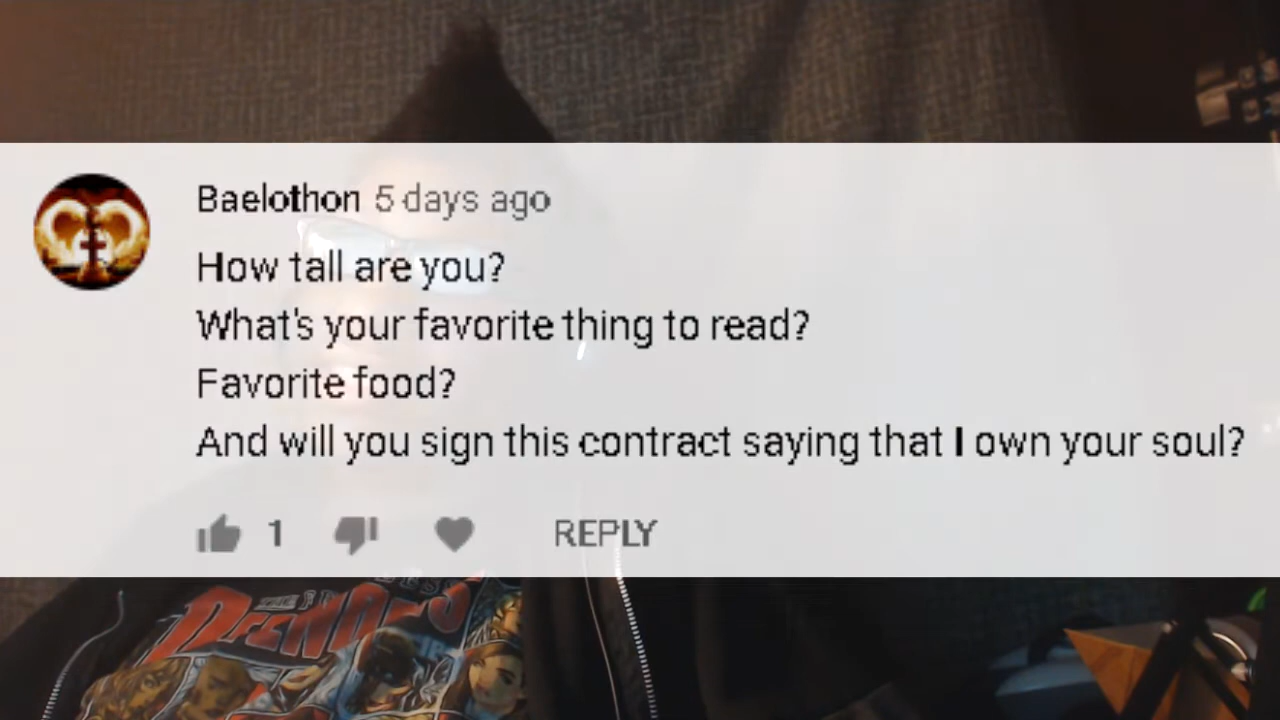 Baelothon 5 days ago
How tall are you?
What's your favorite thing to read?
Favorite food?
And will you sign this contract saying that I own your soul?
1 REPLY